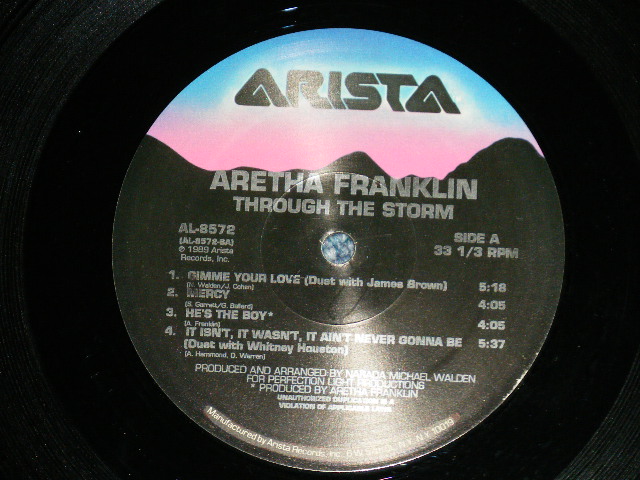 ARISTA
ARETHA FRANKLIN
THROUGH THE STORM
AL-8572
(AL-8572-SA)
℗ 1989 Arista
Records, Inc.
SIDE A
33 1/3 RPM
1. GIMME YOUR LOVE (Duet with James Brown) 5:18
(N. Walden/J. Cohen)
2. MERCY 4:05
(S. Garrett/G. Ballard)
3. HE'S THE BOY* 4:05
(A. Franklin)
4. IT ISN'T, IT WASN'T, IT AIN'T NEVER GONNA BE 5:37
(Duet with Whitney Houston)
(A. Hammond, D. Warren)
PRODUCED AND ARRANGED BY NARADA MICHAEL WALDEN
FOR PERFECTION LIGHT PRODUCTIONS
* PRODUCED BY ARETHA FRANKLIN
UNAUTHORIZED DUPLICATION IS A
VIOLATION OF APPLICABLE LAWS.
Manufactured by Arista Records, Inc. 6 W. 10019